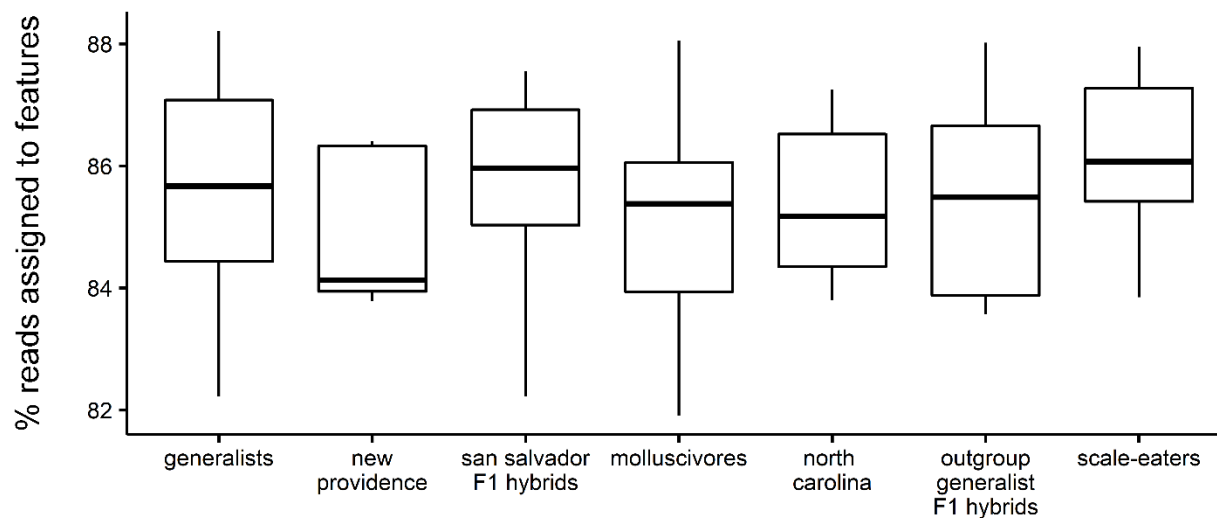 % reads assigned to features
88
86
84
82
generalists
new
providence
san salvador
F1 hybrids
molluscivores
north
carolina
outgroup
generalist
F1 hybrids
scale-eaters